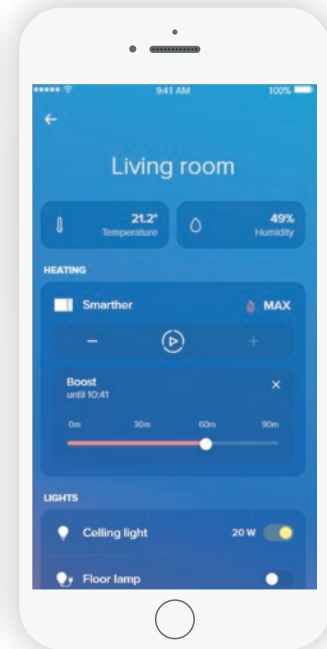 9:41 AM 100%
Living room
21.2°
Temperature
49%
Humidity
HEATING
Smarther MAX
Boost
until 10:41
0m 30m 60m 90m
LIGHTS
Ceiling light 20 W
Floor lamp